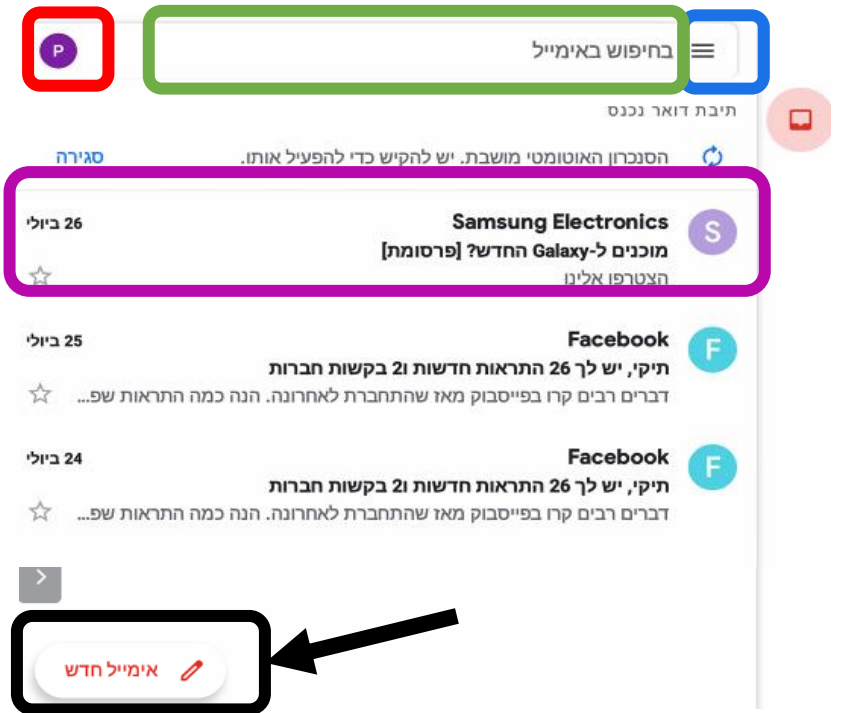 בחיפוש באימייל
P
תיבת דואר נכנס
הסנכרון האוטומטי מושבת. יש להקיש כדי להפעיל אותו.
סגירה
S
Samsung Electronics
26 ביולי
מוכנים ל-Galaxy החדש? [פרסומת]
הצטרפו אלינו
F
Facebook
25 ביולי
תיקי, יש לך 26 התראות חדשות ו2 בקשות חברות
דברים רבים קרו בפייסבוק מאז שהתחברת לאחרונה. הנה כמה התראות שפ...
F
Facebook
24 ביולי
תיקי, יש לך 26 התראות חדשות ו2 בקשות חברות
דברים רבים קרו בפייסבוק מאז שהתחברת לאחרונה. הנה כמה התראות שפ...
אימייל חדש